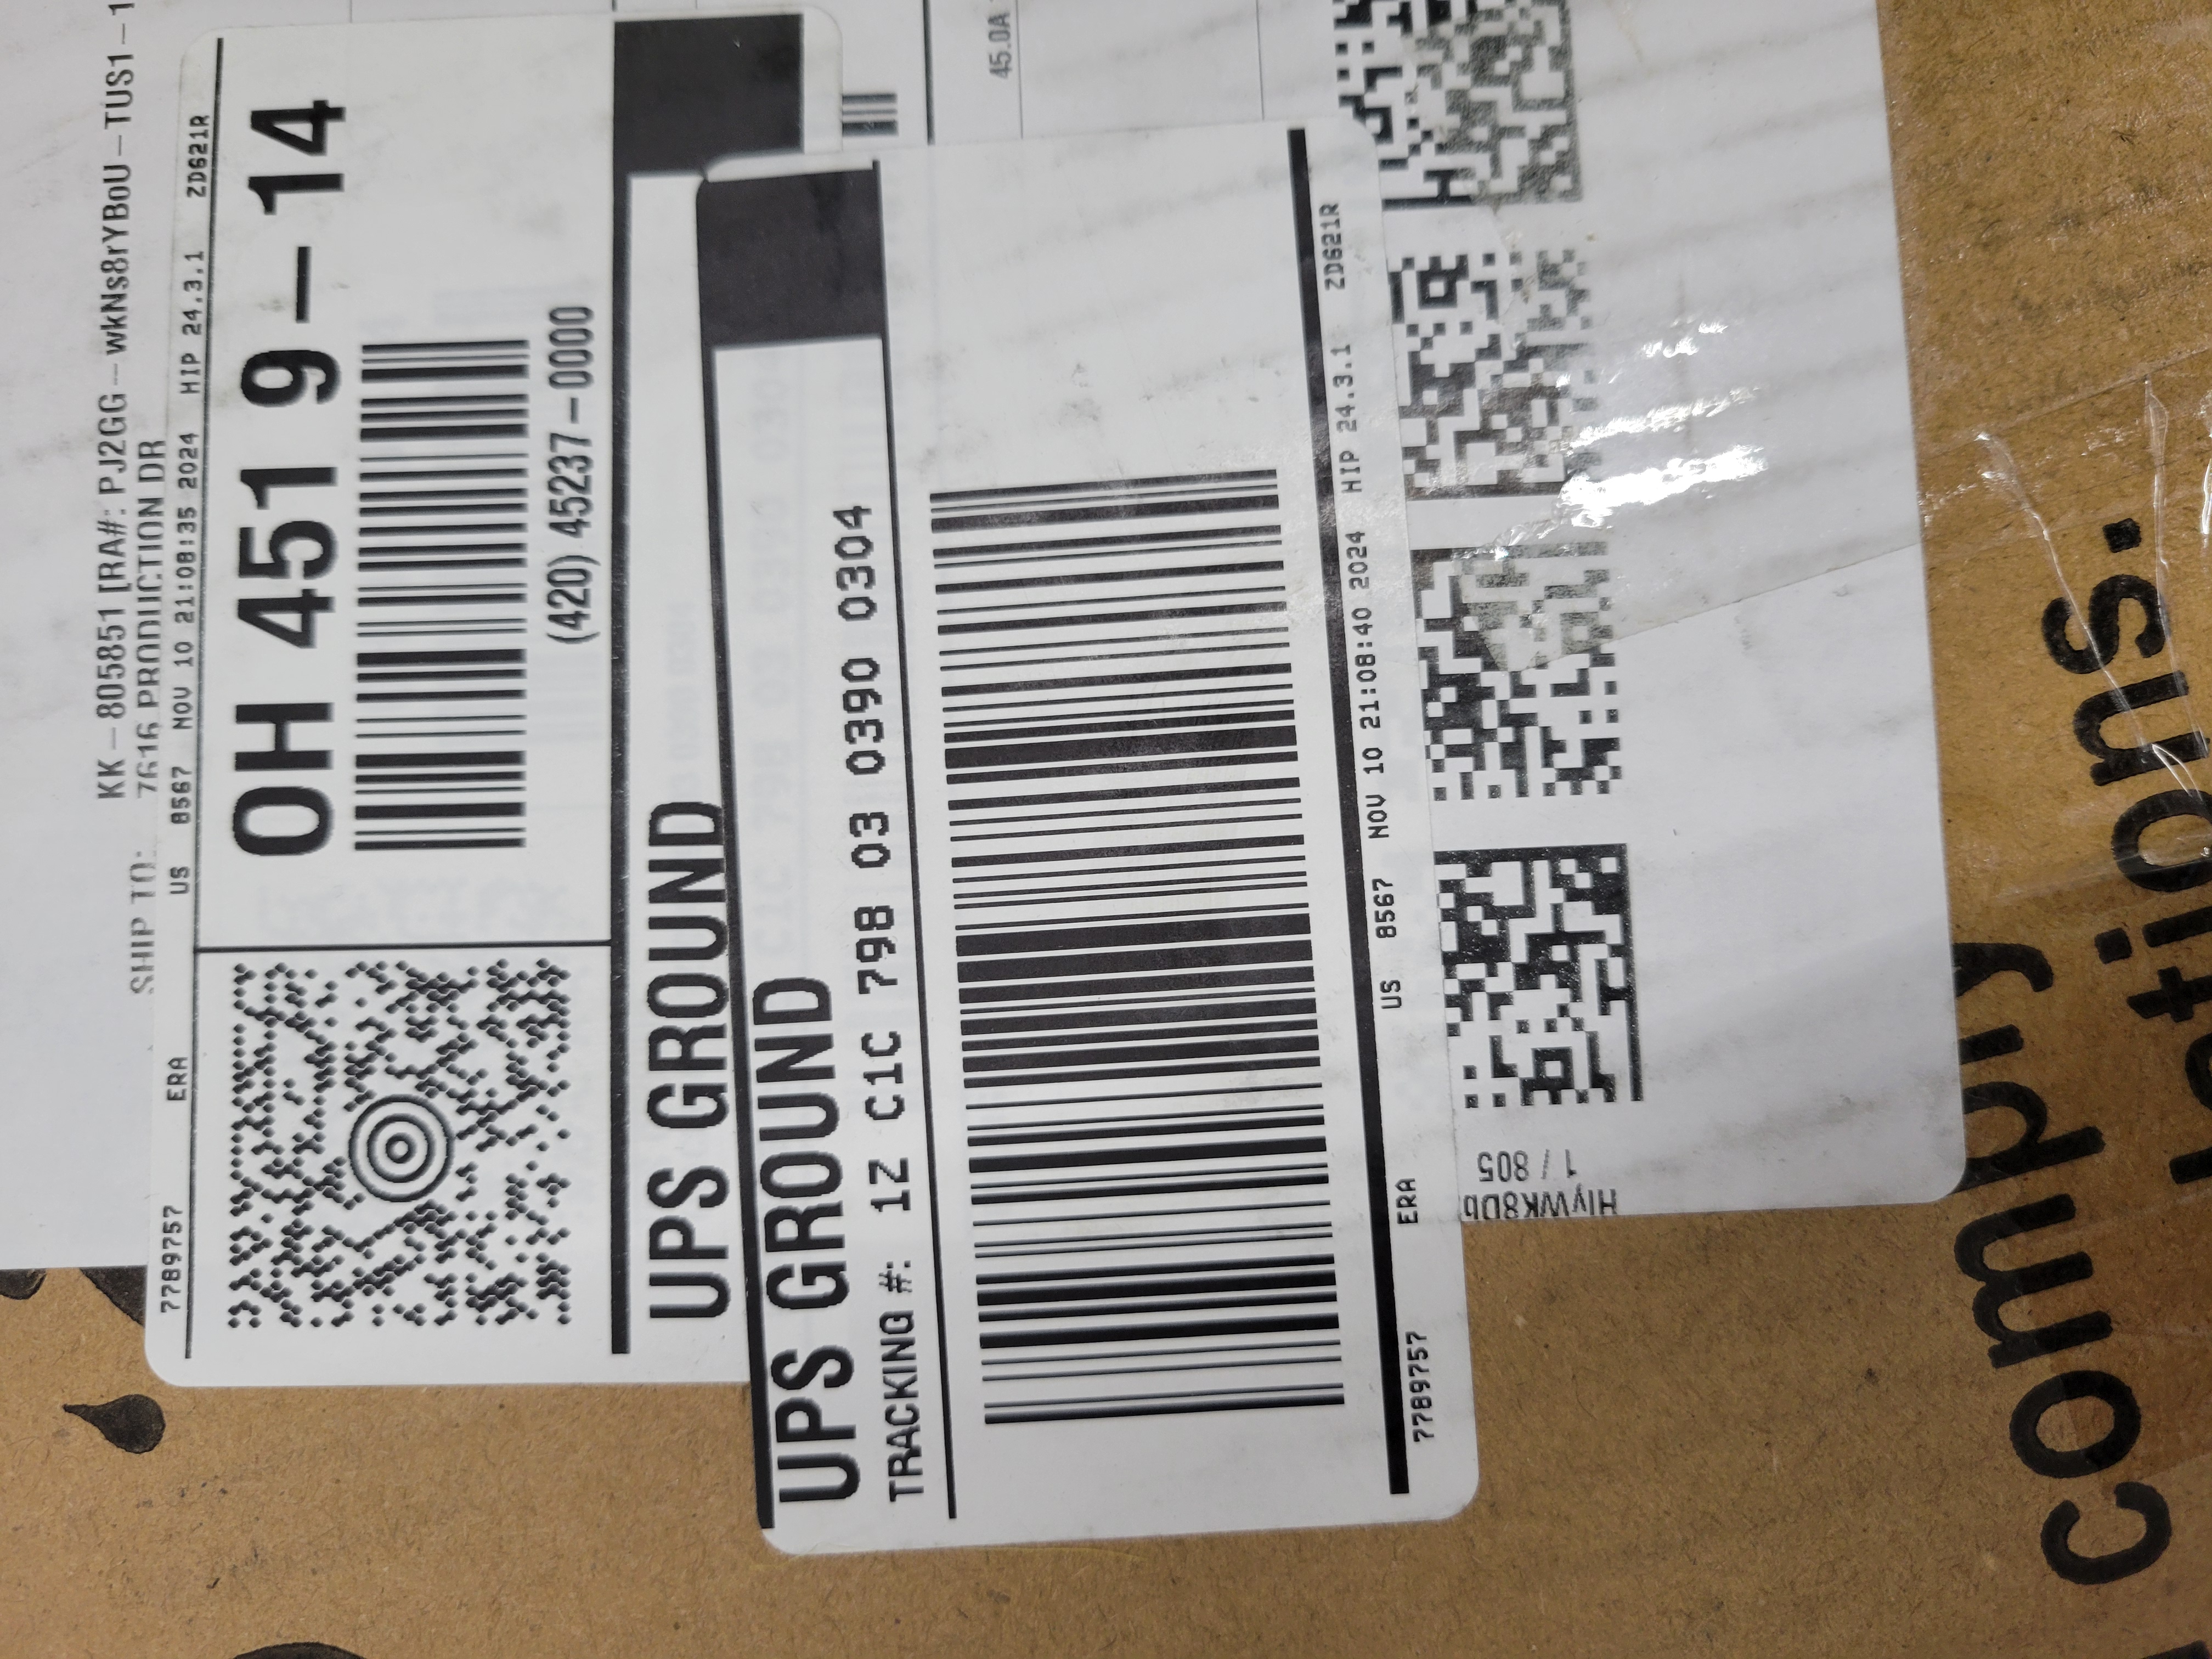 KK – 805851 [RA#: PJ2GG – wkNs8rYBoU – TUS1 – 1
SHIP TO: 7616 PRODUCTION DR
7789757 ERA US 8567 NOV 10 21:08:35 2024 HIP 24.3.1 ZD621R
OH 451 9–14
(420) 45237–0000
UPS GROUND
UPS GROUND
TRACKING #: 1Z C1C 798 03 0390 0304
7789757 ERA US 8567 NOV 10 21:08:40 2024 HIP 24.3.1 ZD621R
45.0A
1 / 805
comply
tions.